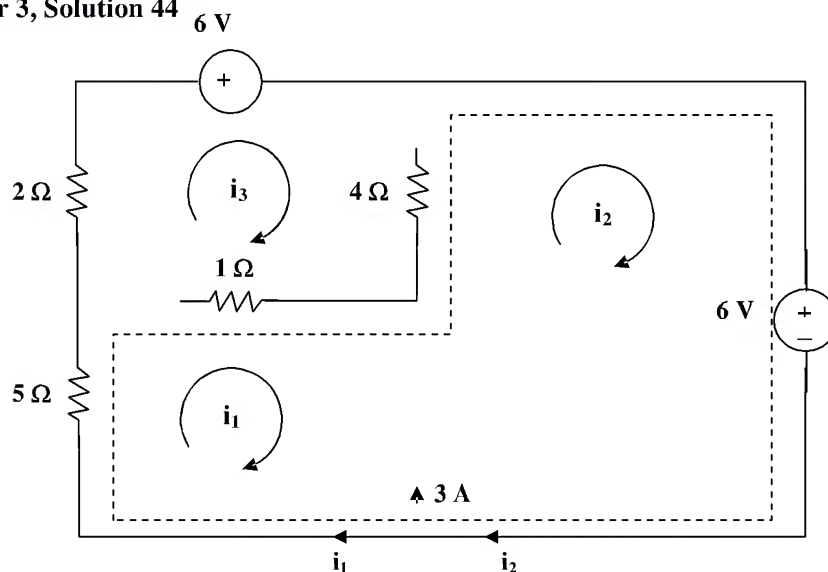 r 3, Solution 44
6 V
+
2 Ω
i3
4 Ω
i2
1 Ω
6 V
+
–
5 Ω
i1
3 A
i1
i2